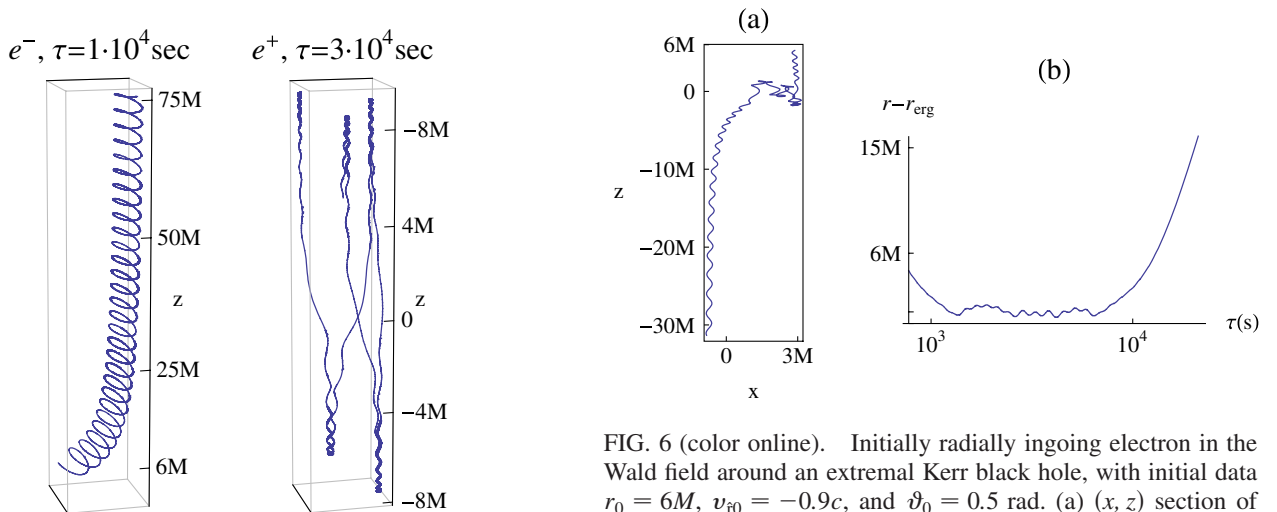 e⁻, τ=1·10⁴sec
75M
50M
z
25M
6M
e⁺, τ=3·10⁴sec
−8M
4M
z
0
−4M
−8M
(a)
6M
0
−10M
z
−20M
−30M
0 3M
x
(b)
r−r_erg
15M
6M
10³ 10⁴ τ(s)
FIG. 6 (color online). Initially radially ingoing electron in the
Wald field around an extremal Kerr black hole, with initial data
r₀ = 6M, υ_r̂0 = −0.9c, and ϑ₀ = 0.5 rad. (a) (x, z) section of